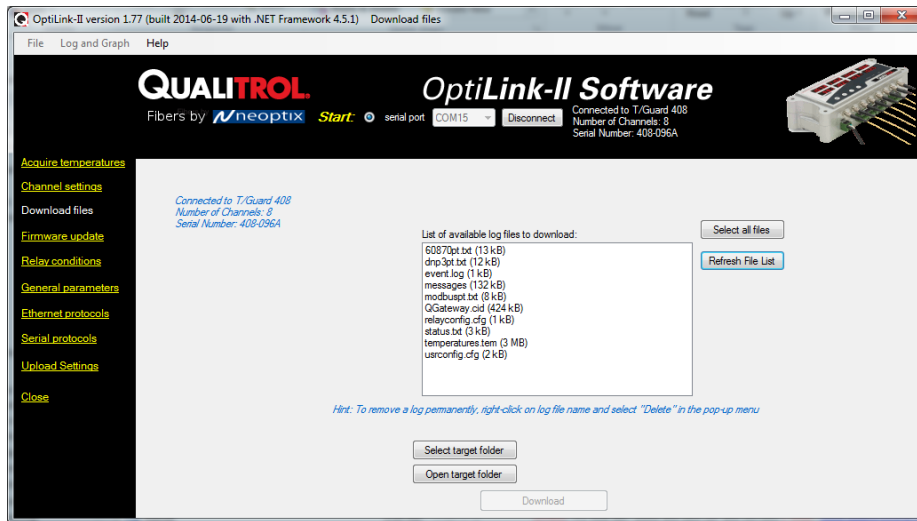 OptiLink-II version 1.77 (built 2014-06-19 with .NET Framework 4.5.1) Download files
File Log and Graph Help
QUALITROL.
OptiLink-II Software
Fibers by neoptix Start: serial port COM15 Disconnect
Connected to T/Guard 408
Number of Channels: 8
Serial Number: 408-096A
Acquire temperatures
Channel settings
Download files
Firmware update
Relay conditions
General parameters
Ethernet protocols
Serial protocols
Upload Settings
Close
Connected to T/Guard 408
Number of Channels: 8
Serial Number: 408-096A
List of available log files to download:
60870pt.txt (13 kB)
dnp3pt.txt (12 kB)
event.log (1 kB)
messages (132 kB)
modbuspt.txt (8 kB)
QGateway.cid (424 kB)
relayconfig.cfg (1 kB)
status.txt (3 kB)
temperatures.tem (3 MB)
usrconfig.cfg (2 kB)
Select all files
Refresh File List
Hint: To remove a log permanently, right-click on log file name and select "Delete" in the pop-up menu
Select target folder
Open target folder
Download